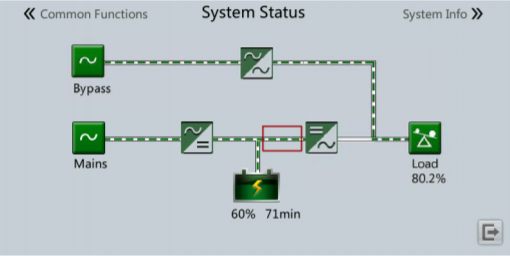 « Common Functions
System Status
System Info »
Bypass
Mains
Load
80.2%
60% 71min